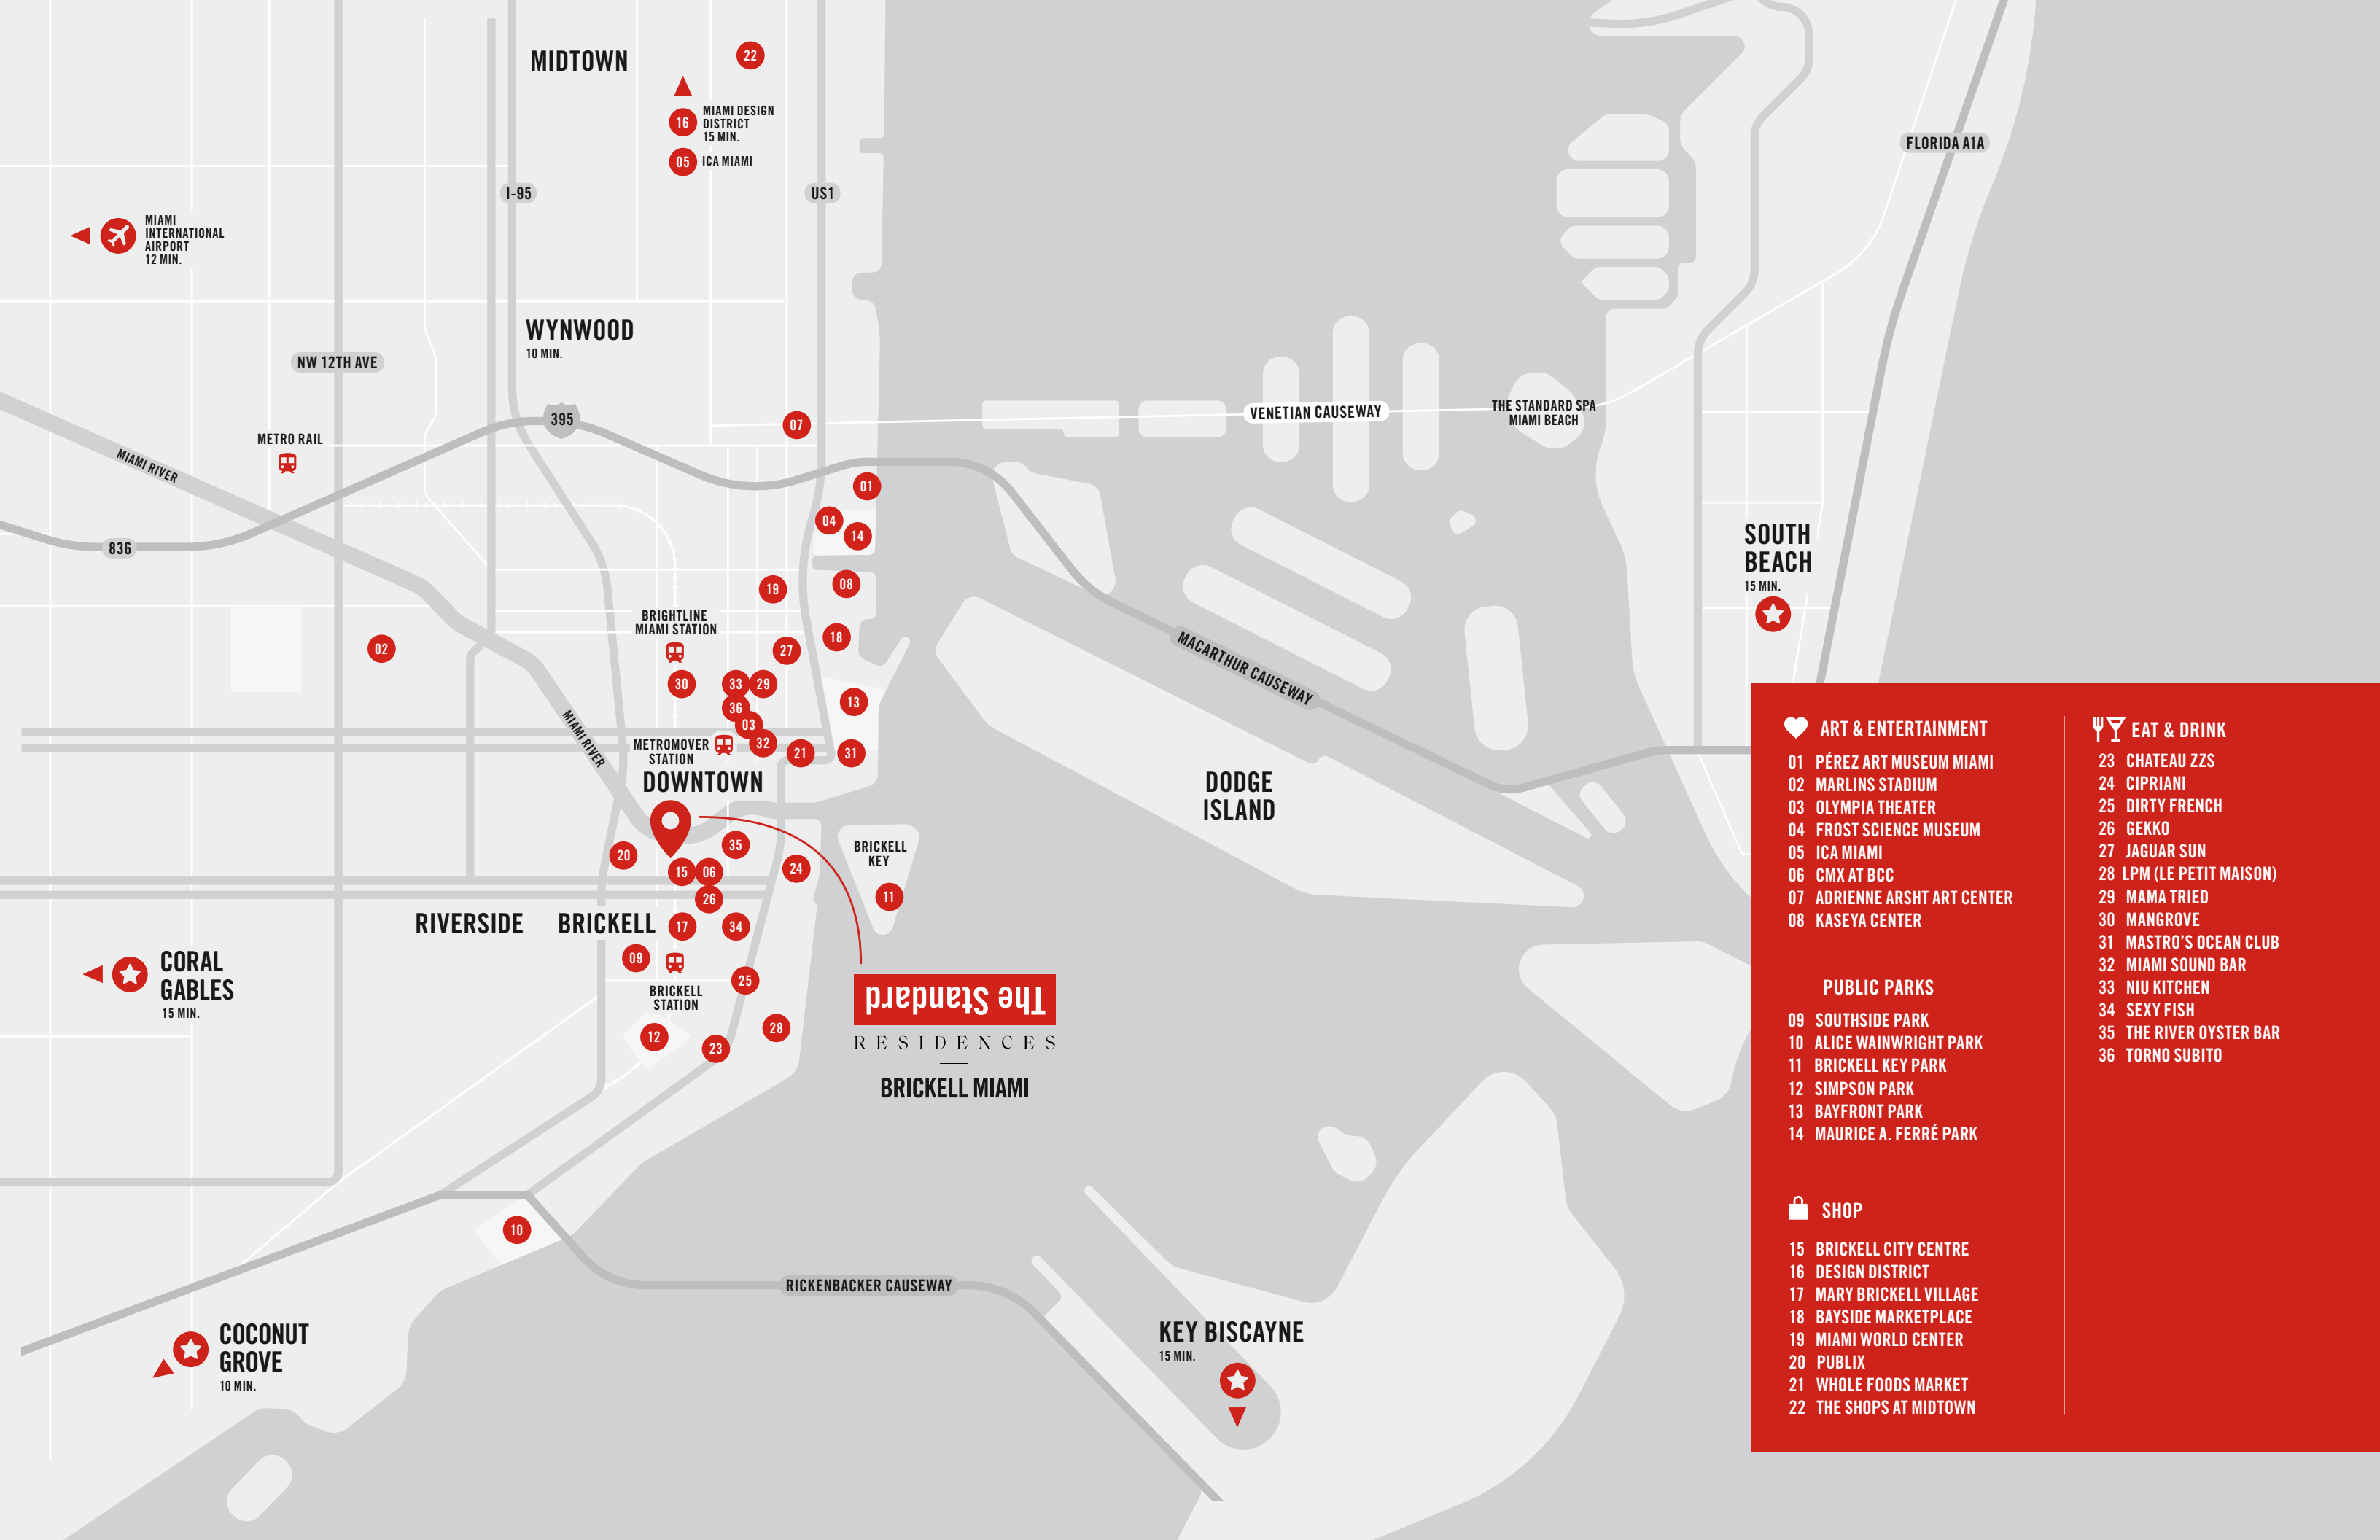 MIDTOWN
22
16
MIAMI DESIGN
DISTRICT
15 MIN.
05
ICA MIAMI
I-95
US1
FLORIDA A1A
MIAMI
INTERNATIONAL
AIRPORT
12 MIN.
WYNWOOD
10 MIN.
NW 12TH AVE
395
07
VENETIAN CAUSEWAY
THE STANDARD SPA
MIAMI BEACH
METRO RAIL
MIAMI RIVER
01
04
14
836
SOUTH
BEACH
15 MIN.
19
08
BRIGHTLINE
MIAMI STATION
18
02
27
MACARTHUR CAUSEWAY
30
33
29
13
36
03
MIAMI RIVER
METROMOVER
STATION
32
21
31
DOWNTOWN
DODGE
ISLAND
35
20
BRICKELL
KEY
15
06
24
26
11
RIVERSIDE
BRICKELL
17
34
09
CORAL
GABLES
15 MIN.
25
BRICKELL
STATION
12
28
23
The Standard
RESIDENCES
BRICKELL MIAMI
10
RICKENBACKER CAUSEWAY
COCONUT
GROVE
10 MIN.
KEY BISCAYNE
15 MIN.
ART & ENTERTAINMENT
01 PÉREZ ART MUSEUM MIAMI
02 MARLINS STADIUM
03 OLYMPIA THEATER
04 FROST SCIENCE MUSEUM
05 ICA MIAMI
06 CMX AT BCC
07 ADRIENNE ARSHT ART CENTER
08 KASEYA CENTER
PUBLIC PARKS
09 SOUTHSIDE PARK
10 ALICE WAINWRIGHT PARK
11 BRICKELL KEY PARK
12 SIMPSON PARK
13 BAYFRONT PARK
14 MAURICE A. FERRÉ PARK
SHOP
15 BRICKELL CITY CENTRE
16 DESIGN DISTRICT
17 MARY BRICKELL VILLAGE
18 BAYSIDE MARKETPLACE
19 MIAMI WORLD CENTER
20 PUBLIX
21 WHOLE FOODS MARKET
22 THE SHOPS AT MIDTOWN
EAT & DRINK
23 CHATEAU ZZS
24 CIPRIANI
25 DIRTY FRENCH
26 GEKKO
27 JAGUAR SUN
28 LPM (LE PETIT MAISON)
29 MAMA TRIED
30 MANGROVE
31 MASTRO'S OCEAN CLUB
32 MIAMI SOUND BAR
33 NIU KITCHEN
34 SEXY FISH
35 THE RIVER OYSTER BAR
36 TORNO SUBITO